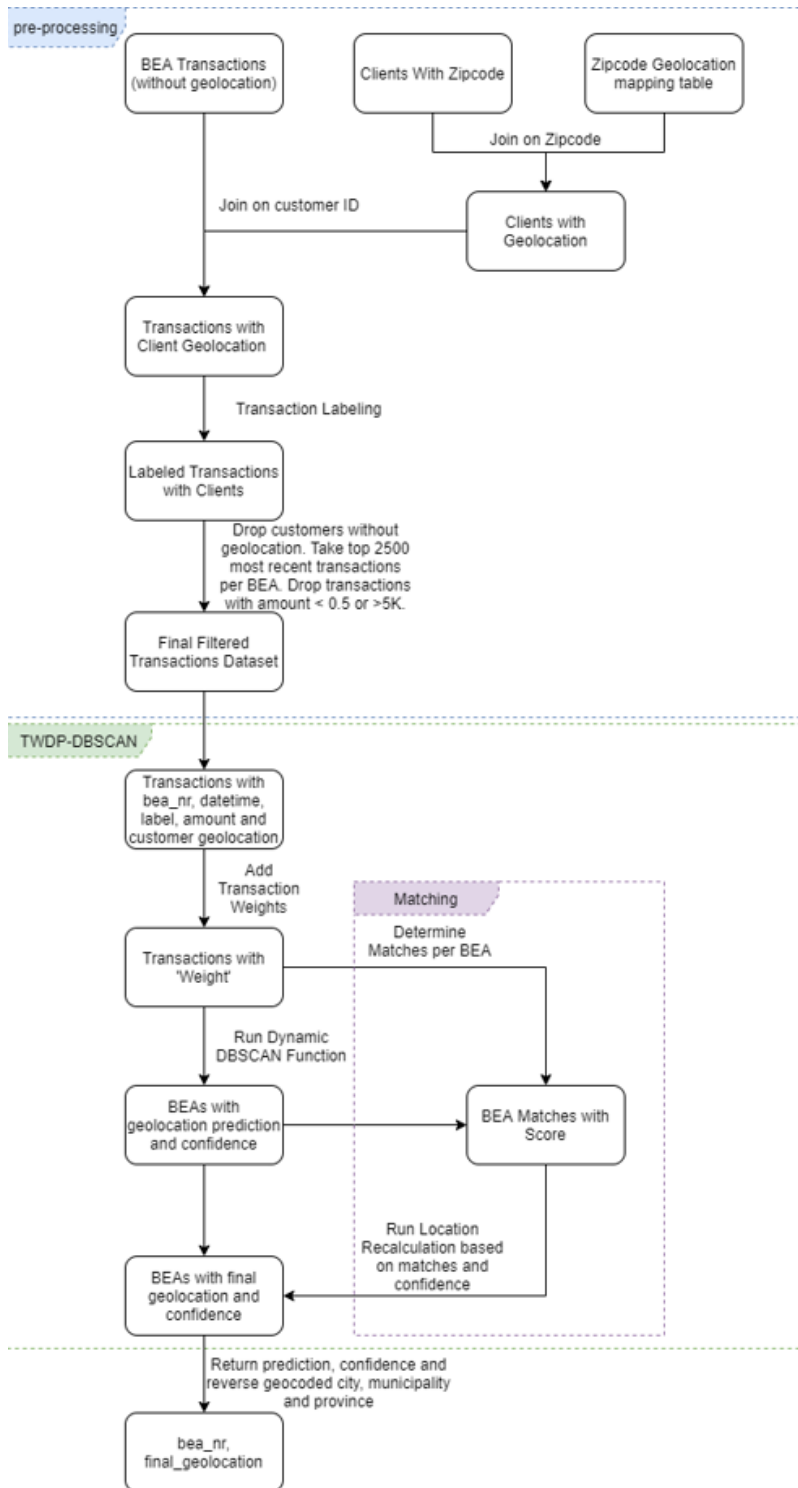 pre-processing
BEA Transactions
(without geolocation)
Clients With Zipcode
Zipcode Geolocation
mapping table
Join on Zipcode
Join on customer ID
Clients with
Geolocation
Transactions with
Client Geolocation
Transaction Labeling
Labeled Transactions
with Clients
Drop customers without
geolocation. Take top 2500
most recent transactions
per BEA. Drop transactions
with amount < 0.5 or >5K.
Final Filtered
Transactions Dataset
TWDP-DBSCAN
Transactions with
bea_nr, datetime,
label, amount and
customer geolocation
Add
Transaction
Weights
Matching
Determine
Matches per BEA
Transactions with
'Weight'
Run Dynamic
DBSCAN Function
BEAs with
geolocation prediction
and confidence
BEA Matches with
Score
Run Location
Recalculation based
on matches and
confidence
BEAs with final
geolocation and
confidence
Return prediction, confidence and
reverse geocoded city, municipality
and province
bea_nr,
final_geolocation